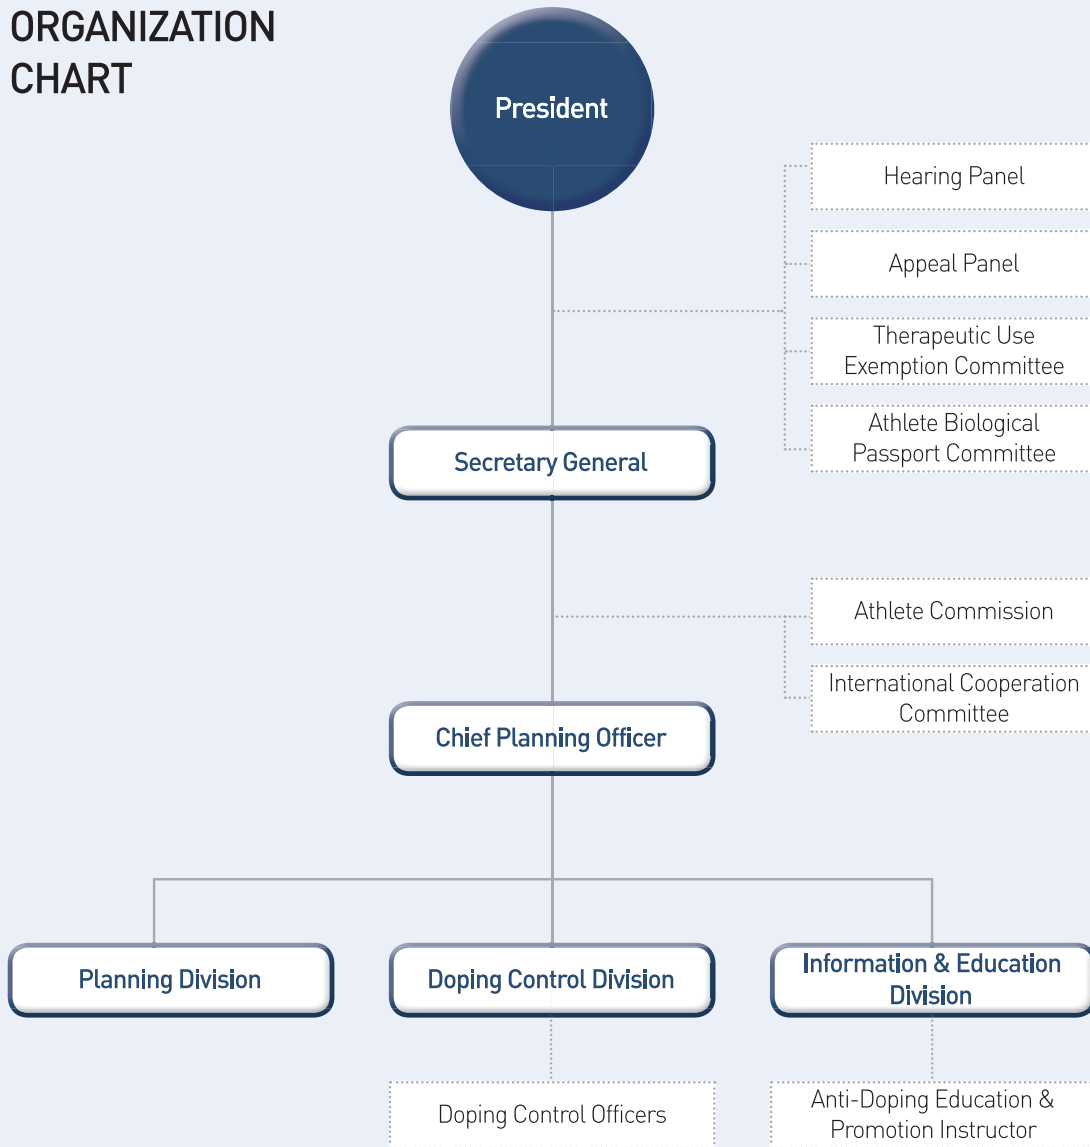 ORGANIZATION
CHART
President
Hearing Panel
Appeal Panel
Therapeutic Use
Exemption Committee
Athlete Biological
Passport Committee
Secretary General
Athlete Commission
International Cooperation
Committee
Chief Planning Officer
Planning Division
Doping Control Division
Information & Education
Division
Doping Control Officers
Anti-Doping Education &
Promotion Instructor